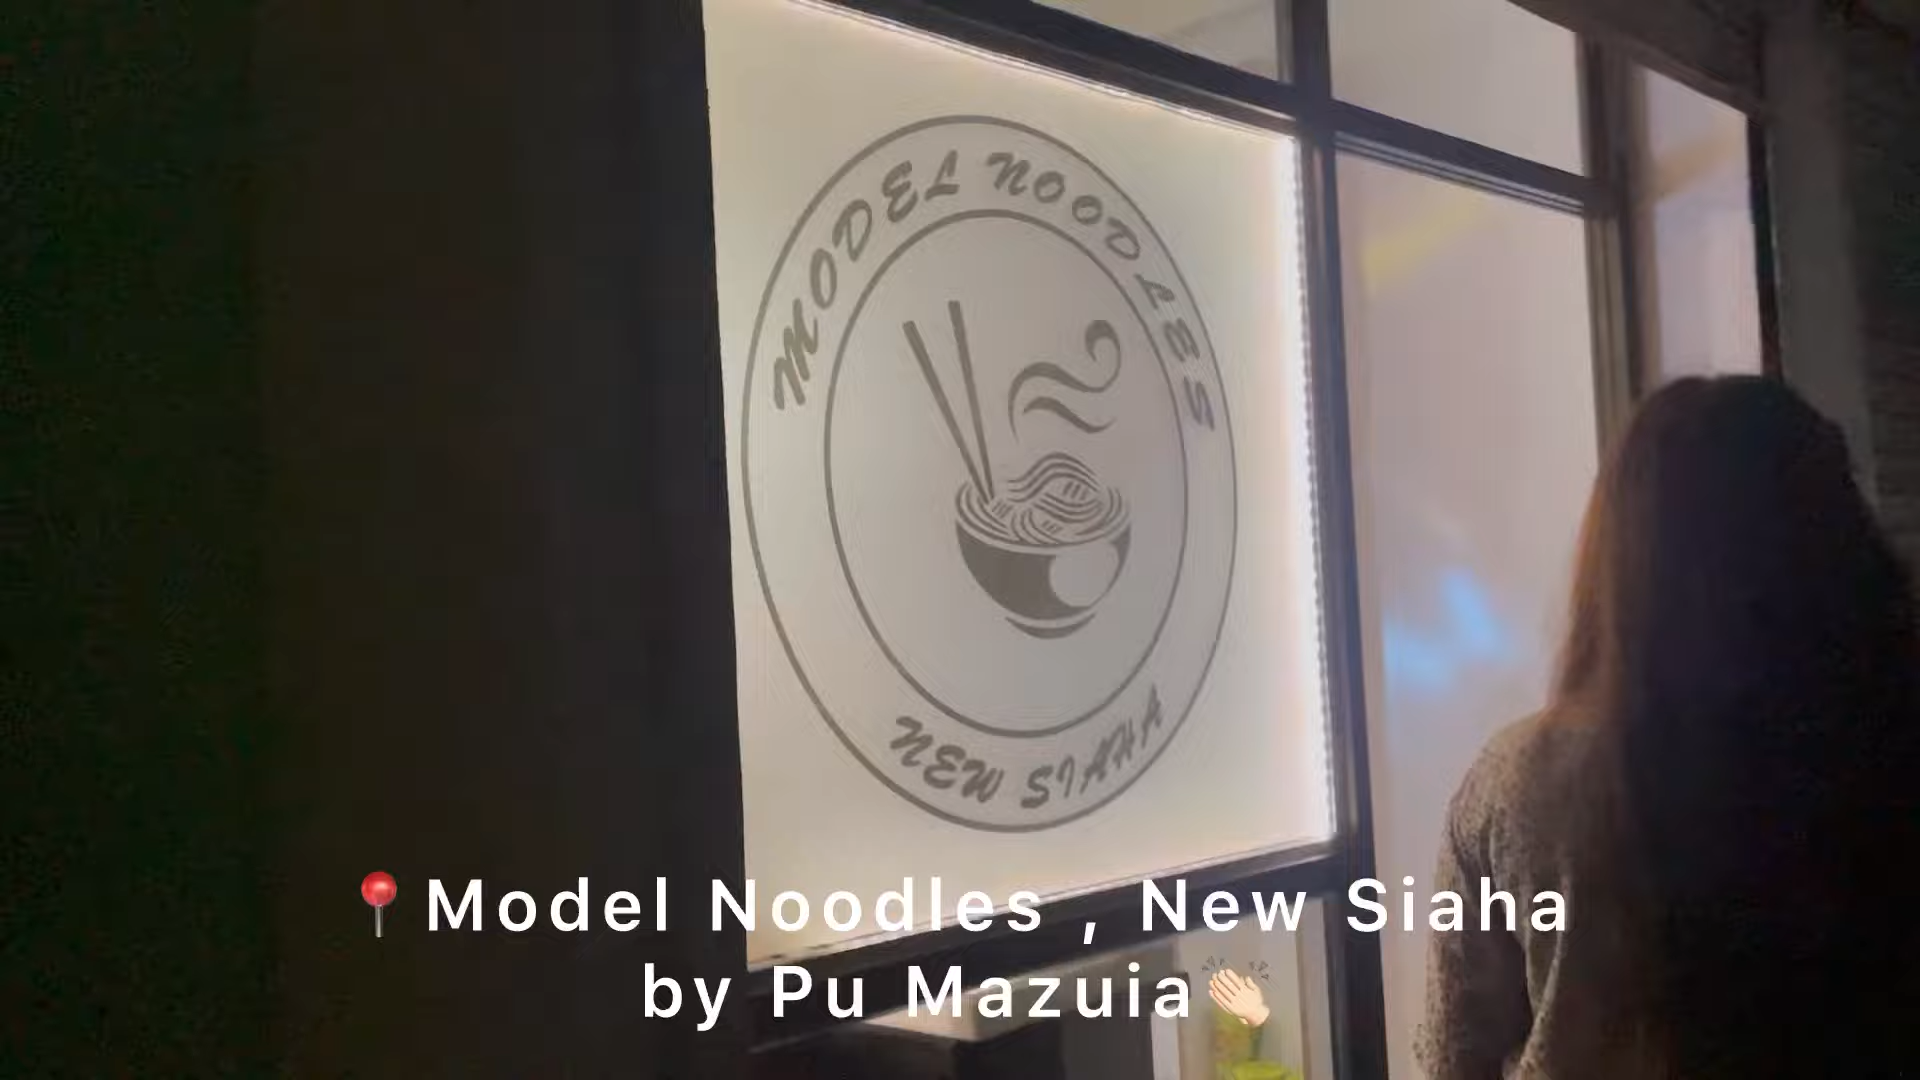 MODEL NOODLES
NEW SIAHA
📍Model Noodles , New Siaha
by Pu Mazuia👏🏻